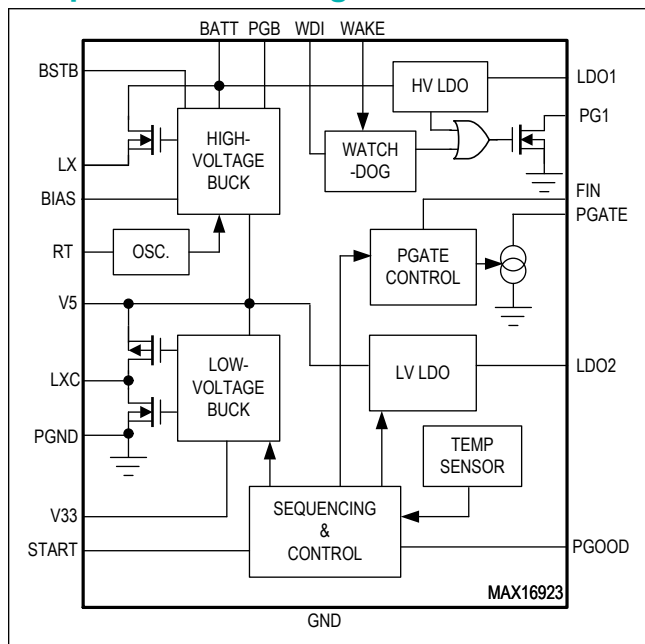 BATT PGB WDI WAKE
BSTB
HV LDO
LDO1
PG1
HIGH-
VOLTAGE
BUCK
WATCH
-DOG
LX
BIAS
FIN
PGATE
RT
OSC.
PGATE
CONTROL
V5
LOW-
VOLTAGE
BUCK
LV LDO
LDO2
LXC
PGND
TEMP
SENSOR
SEQUENCING
&
CONTROL
V33
START
PGOOD
MAX16923
GND